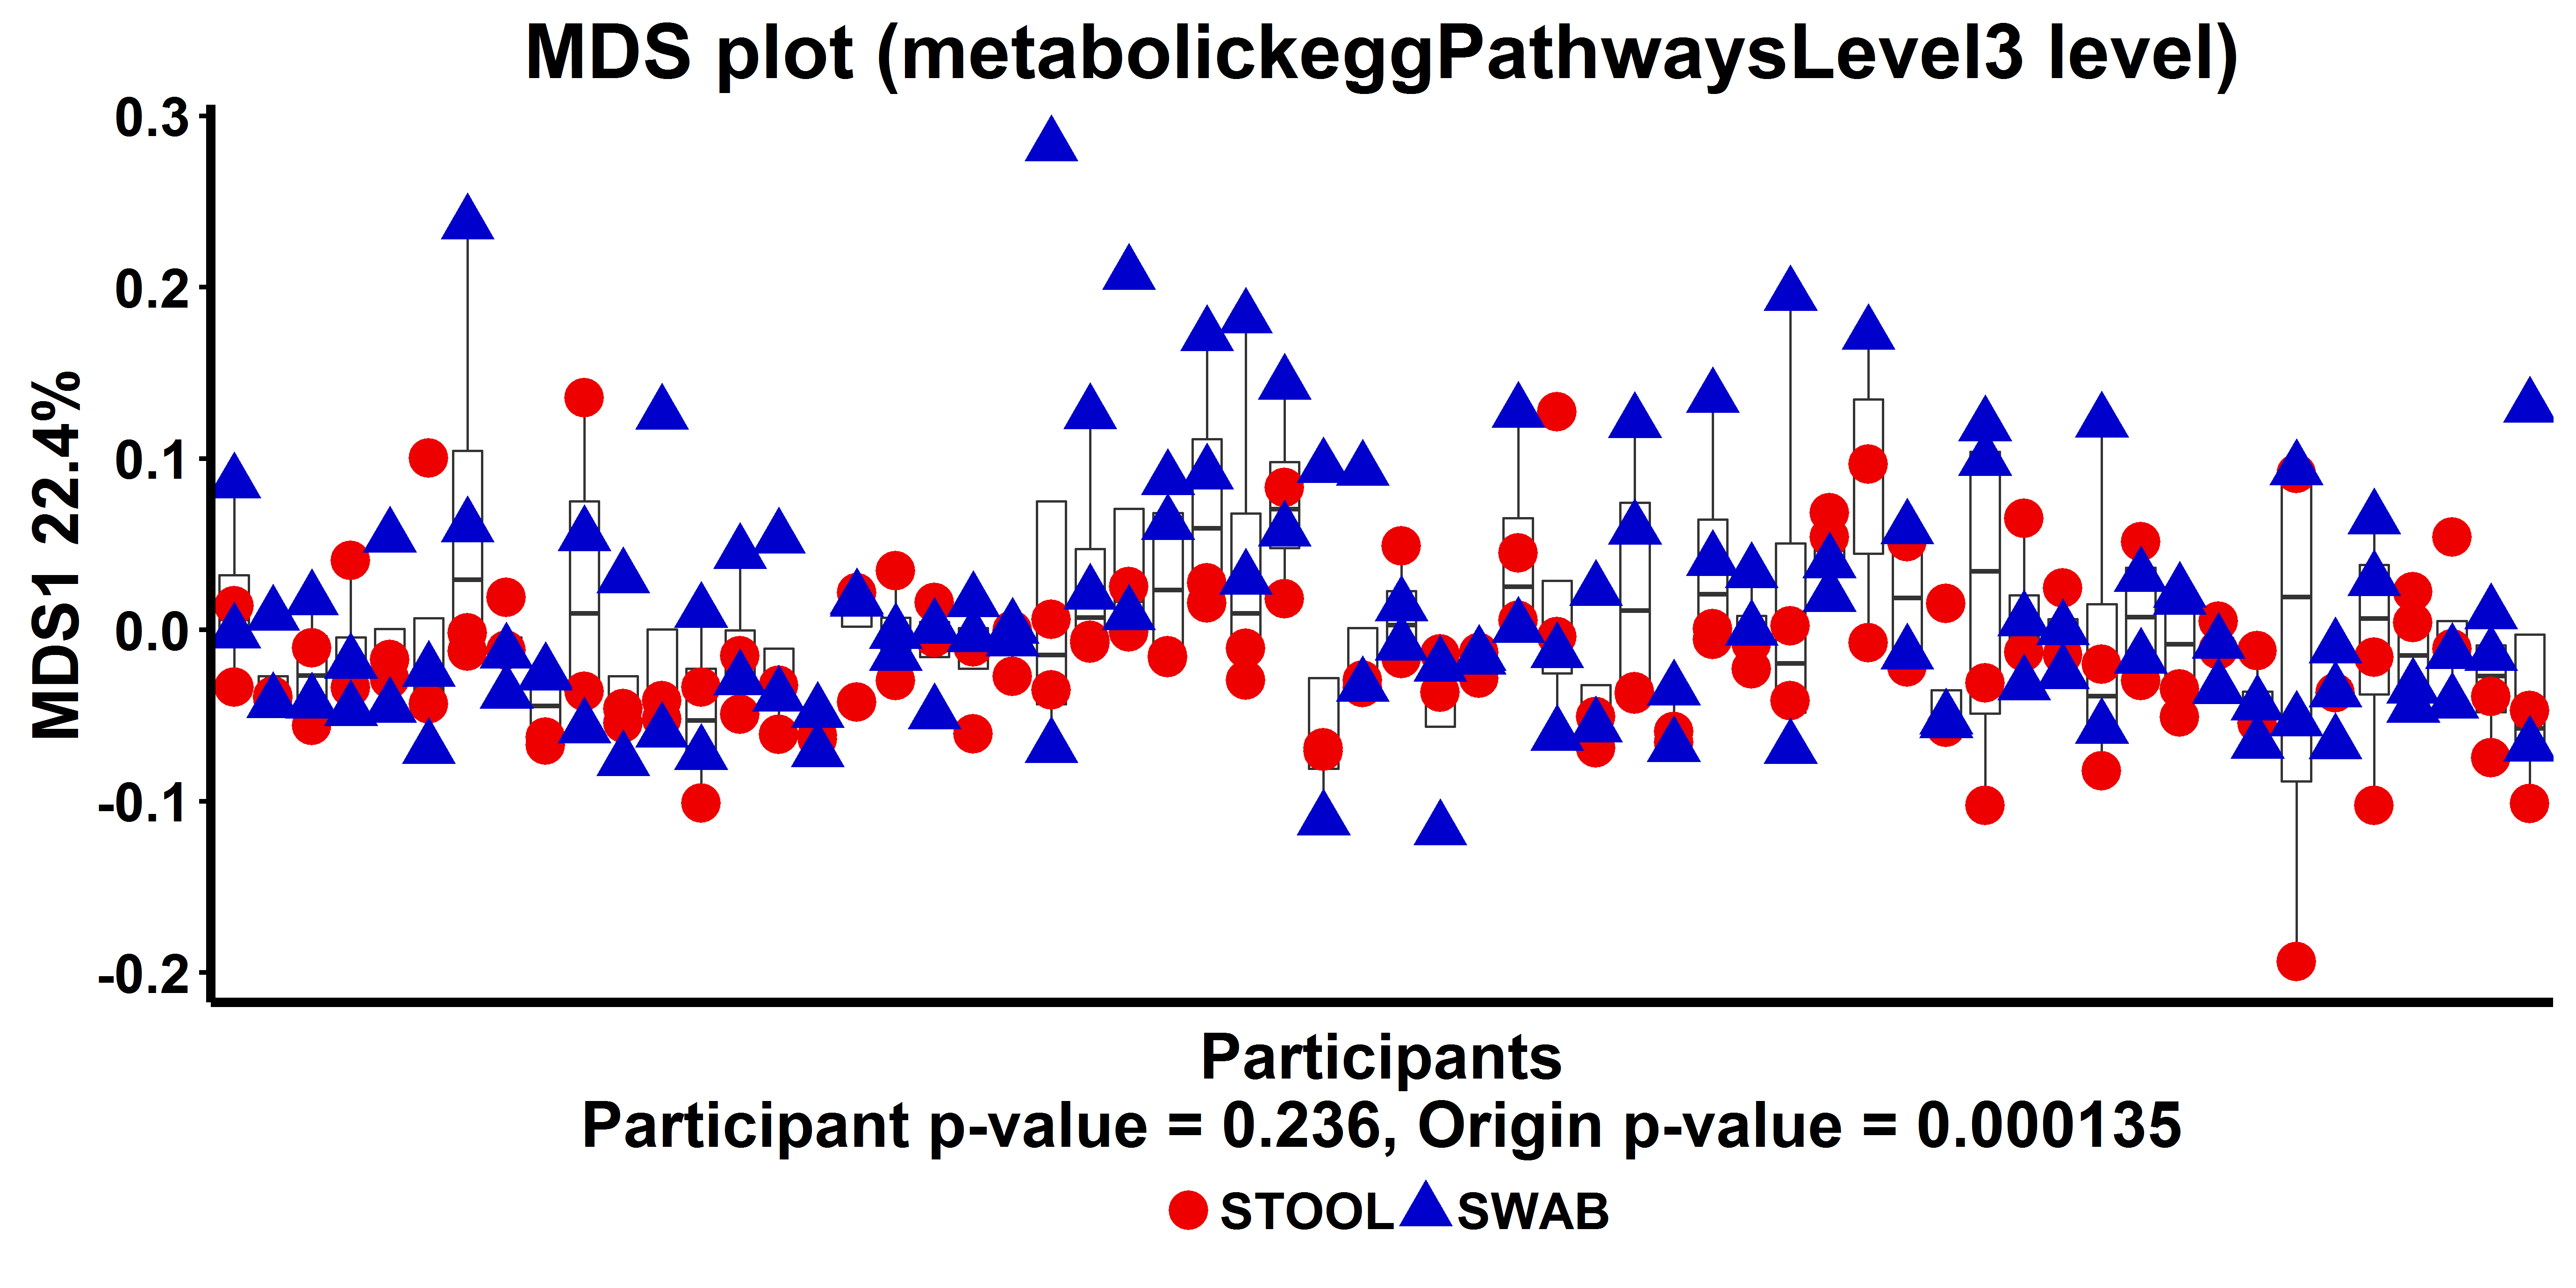 MDS plot (metabolickeggPathwaysLevel3 level)
MDS1 22.4%
0.3
0.2
0.1
0.0
-0.1
-0.2
Participants
Participant p-value = 0.236, Origin p-value = 0.000135
STOOL SWAB